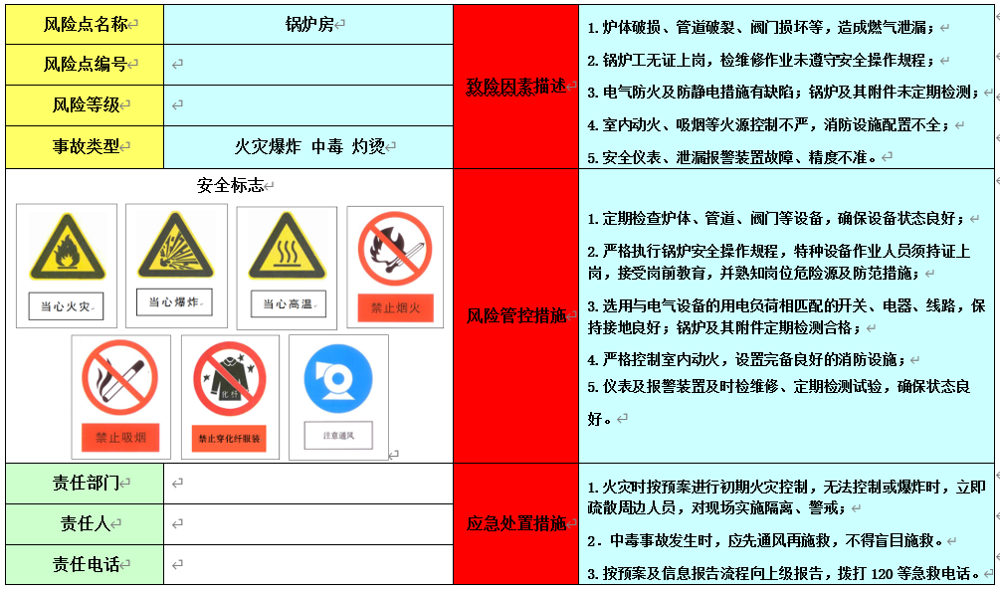 风险点名称
锅炉房
风险点编号
风险等级
事故类型
火灾爆炸 中毒 灼烫
致险因素描述
1.炉体破损、管道破裂、阀门损坏等，造成燃气泄漏；
2.锅炉工无证上岗，检维修作业未遵守安全操作规程；
3.电气防火及防静电措施有缺陷；锅炉及其附件未定期检测；
4.室内动火、吸烟等火源控制不严，消防设施配置不全；
5.安全仪表、泄漏报警装置故障、精度不准。
安全标志
当心火灾
当心爆炸
当心高温
禁止烟火
禁止吸烟
化纤
禁止穿化纤服装
注意通风
风险管控措施
1.定期检查炉体、管道、阀门等设备，确保设备状态良好；
2.严格执行锅炉安全操作规程，特种设备作业人员须持证上
岗，接受岗前教育，并熟知岗位危险源及防范措施；
3.选用与电气设备的用电负荷相匹配的开关、电器、线路，保
持接地良好；锅炉及其附件定期检测合格；
4.严格控制室内动火，设置完备良好的消防设施；
5.仪表及报警装置及时检维修、定期检测试验，确保状态良
好。
责任部门
责任人
责任电话
应急处置措施
1.火灾时按预案进行初期火灾控制，无法控制或爆炸时，立即
疏散周边人员，对现场实施隔离、警戒；
2．中毒事故发生时，应先通风再施救，不得盲目施救。
3.按预案及信息报告流程向上级报告，拨打 120 等急救电话。